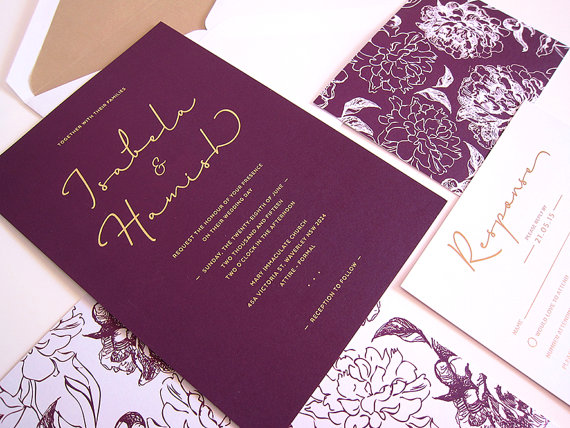 TOGETHER WITH THEIR FAMILIES
Isabela
&
Hamish
REQUEST THE HONOUR OF YOUR PRESENCE
ON THEIR WEDDING DAY
— SUNDAY, THE TWENTY EIGHTH OF JUNE —
TWO THOUSAND AND FIFTEEN
TWO O'CLOCK IN THE AFTERNOON
MARY IMMACULATE CHURCH
45A VICTORIA ST, WAVERLEY NSW 2024
ATTIRE - FORMAL
— RECEPTION TO FOLLOW —
Response
PLEASE REPLY BY
21.05.15
NAME
WOULD LOVE TO ATTEND